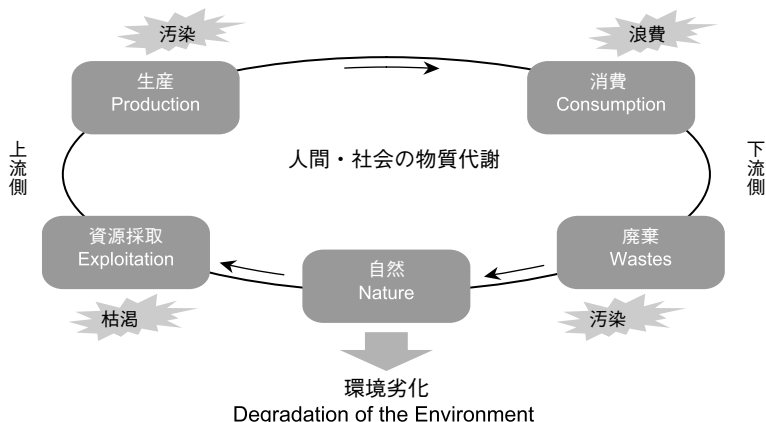 汚染
浪費
生産
Production
消費
Consumption
上流側
人間・社会の物質代謝
下流側
資源採取
Exploitation
自然
Nature
廃棄
Wastes
枯渇
汚染
環境劣化
Degradation of the Environment